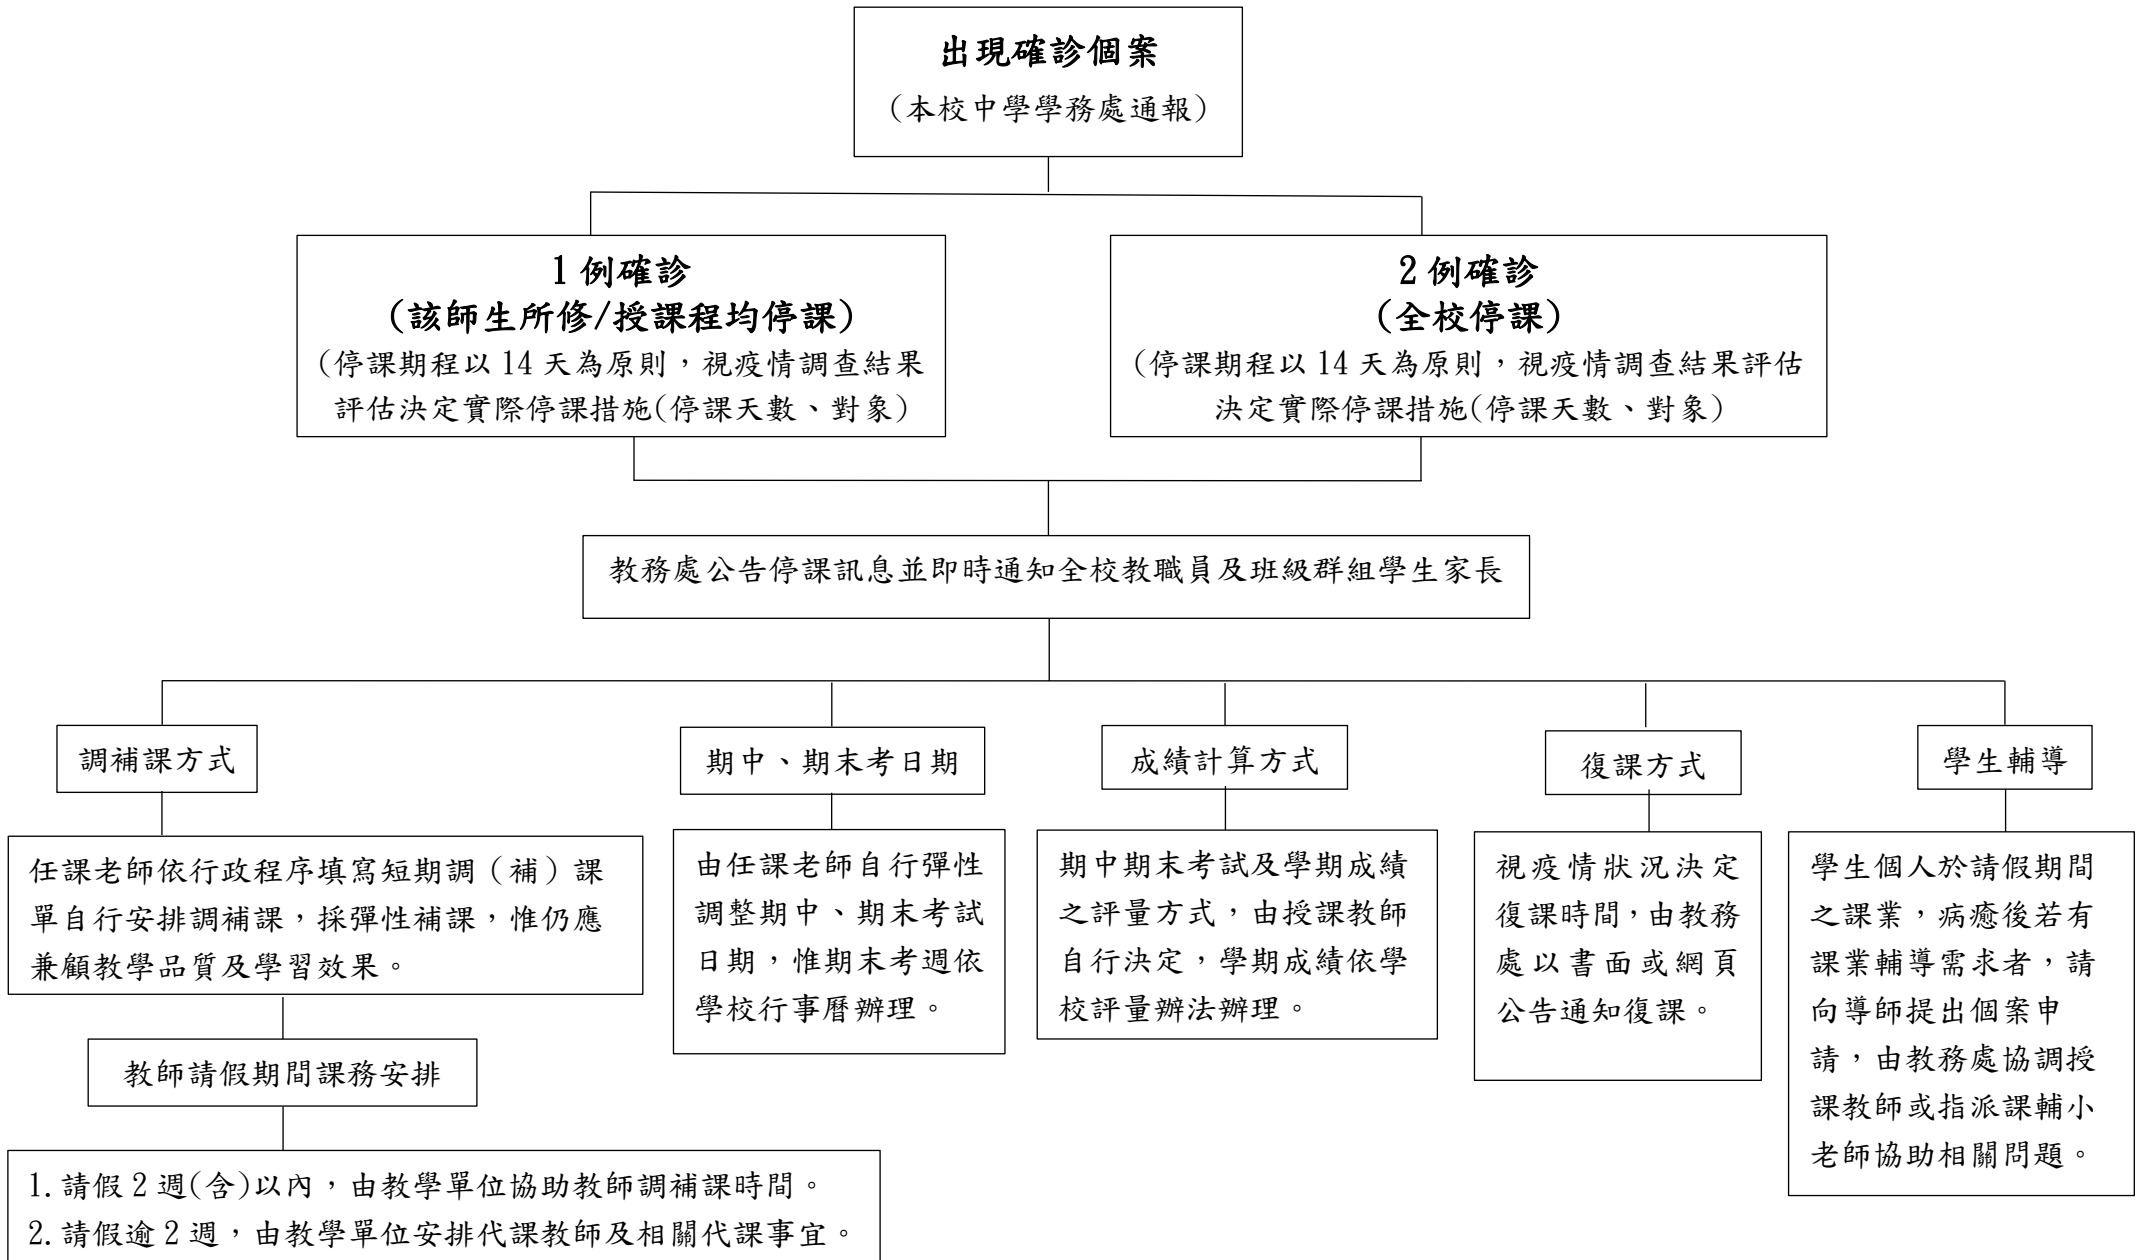 出現確診個案
（本校中學學務處通報）
1 例確診
（該師生所修/授課程均停課）
（停課期程以 14 天為原則，視疫情調查結果
評估決定實際停課措施(停課天數、對象）
2 例確診
（全校停課）
（停課期程以 14 天為原則，視疫情調查結果評估
決定實際停課措施(停課天數、對象）
教務處公告停課訊息並即時通知全校教職員及班級群組學生家長
調補課方式
任課老師依行政程序填寫短期調（補）課
單自行安排調補課，採彈性補課，惟仍應
兼顧教學品質及學習效果。
教師請假期間課務安排
1. 請假 2 週(含)以內，由教學單位協助教師調補課時間。
2. 請假逾 2 週，由教學單位安排代課教師及相關代課事宜。
期中、期末考日期
由任課老師自行彈性
調整期中、期末考試
日期，惟期末考週依
學校行事曆辦理。
成績計算方式
期中期末考試及學期成績
之評量方式，由授課教師
自行決定，學期成績依學
校評量辦法辦理。
復課方式
視疫情狀況決定
復課時間，由教務
處以書面或網頁
公告通知復課。
學生輔導
學生個人於請假期間
之課業，病癒後若有
課業輔導需求者，請
向導師提出個案申
請，由教務處協調授
課教師或指派課輔小
老師協助相關問題。